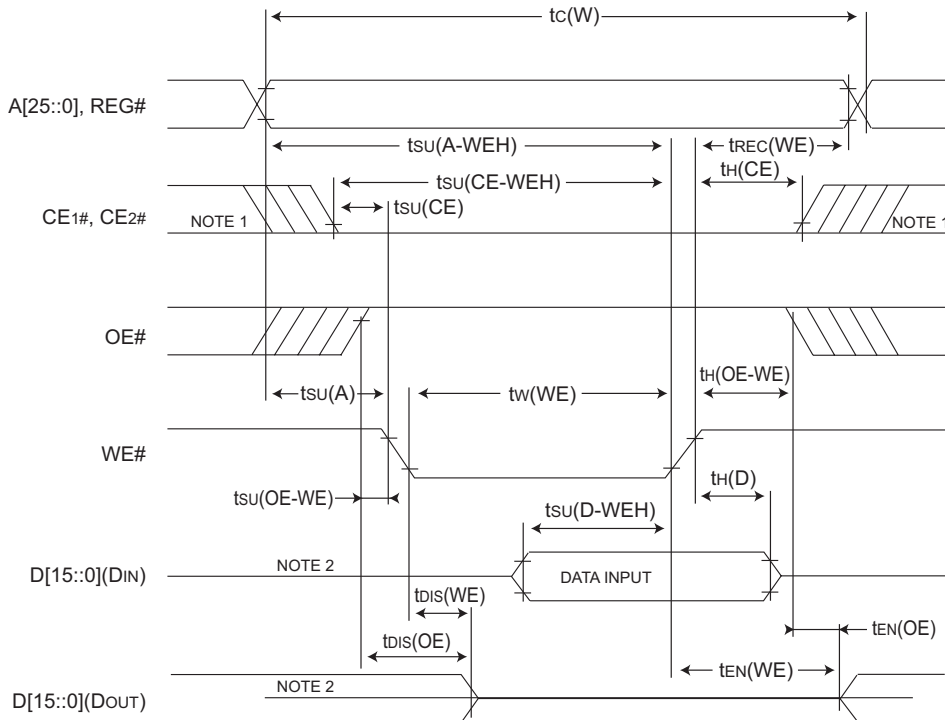 tC(W)
A[25::0], REG#
tSU(A-WEH)
tREC(WE)
tSU(CE-WEH)
tH(CE)
tSU(CE)
CE1#, CE2#
NOTE 1
NOTE 1
OE#
tSU(A)
tW(WE)
tH(OE-WE)
WE#
tSU(OE-WE)
tH(D)
tSU(D-WEH)
D[15::0](DIN)
NOTE 2
DATA INPUT
tDIS(WE)
tEN(OE)
tDIS(OE)
tEN(WE)
NOTE 2
D[15::0](DOUT)